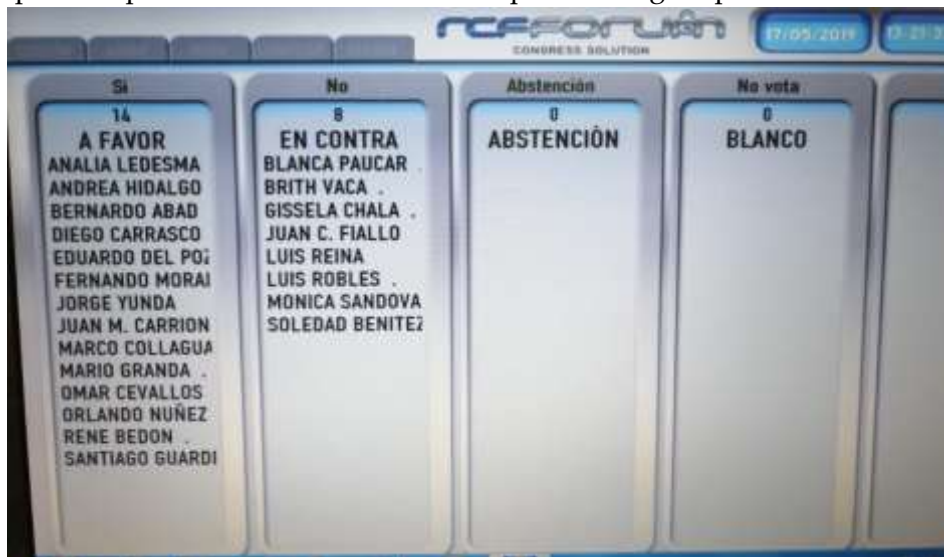 rcf forum
CONGRESS SOLUTION
17/05/2019
Si
14
A FAVOR
ANALIA LEDESMA
ANDREA HIDALGO
BERNARDO ABAD
DIEGO CARRASCO
EDUARDO DEL POZ
FERNANDO MORAI
JORGE YUNDA
JUAN M. CARRION
MARCO COLLAGUA
MARIO GRANDA .
OMAR CEVALLOS
ORLANDO NUÑEZ
RENE BEDON .
SANTIAGO GUARDI
No
8
EN CONTRA
BLANCA PAUCAR .
BRITH VACA .
GISSELA CHALA .
JUAN C. FIALLO
LUIS REINA
LUIS ROBLES .
MONICA SANDOVA
SOLEDAD BENITEZ
Abstención
0
ABSTENCIÓN
No vota
0
BLANCO